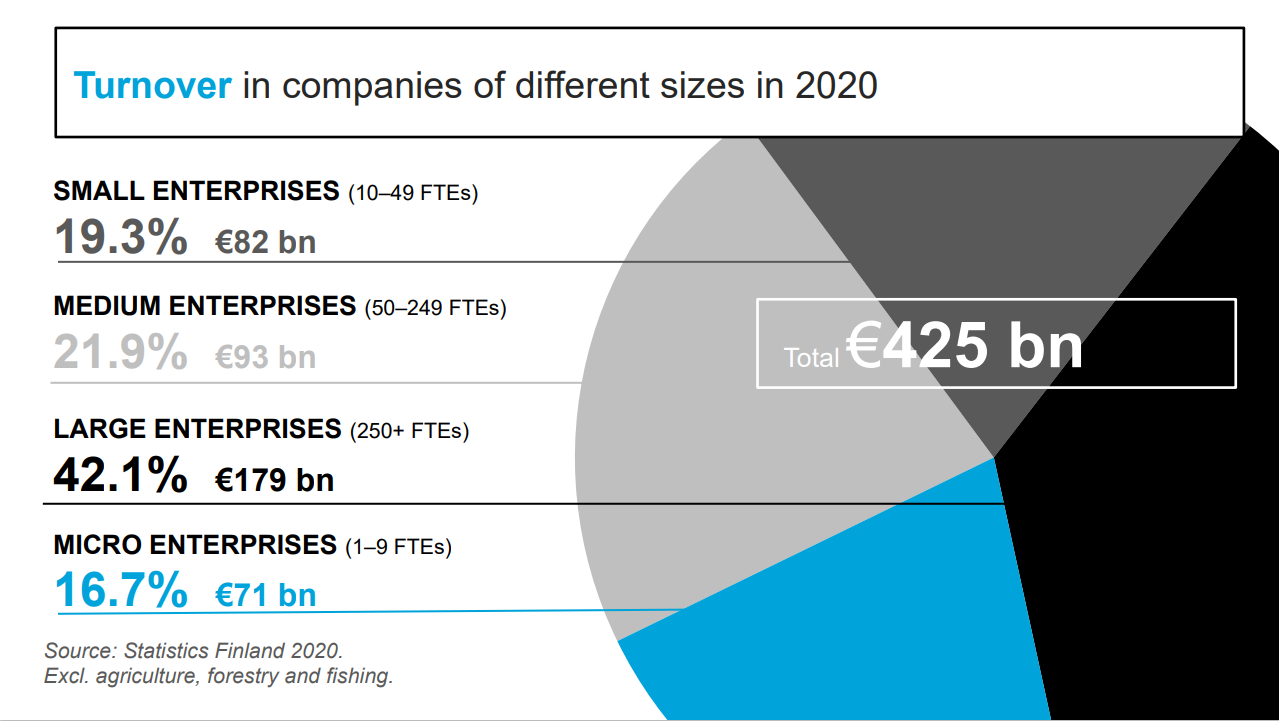 Turnover in companies of different sizes in 2020
SMALL ENTERPRISES (10–49 FTEs)
19.3% €82 bn
MEDIUM ENTERPRISES (50–249 FTEs)
21.9% €93 bn
Total €425 bn
LARGE ENTERPRISES (250+ FTEs)
42.1% €179 bn
MICRO ENTERPRISES (1–9 FTEs)
16.7% €71 bn
Source: Statistics Finland 2020.
Excl. agriculture, forestry and fishing.